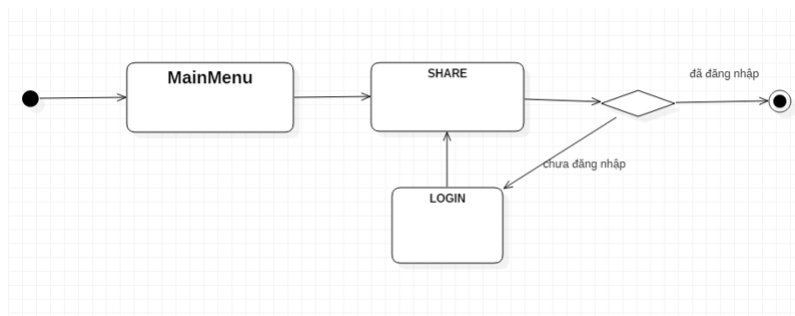 MainMenu
SHARE
đã đăng nhập
chưa đăng nhập
LOGIN